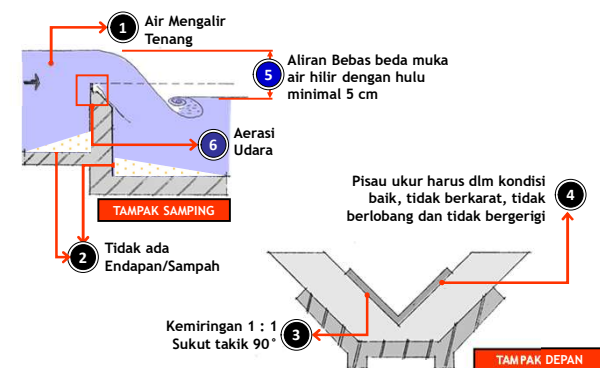 1
Air Mengalir
Tenang
5
Aliran Bebas beda muka
air hilir dengan hulu
minimal 5 cm
6
Aerasi
Udara
TAMPAK SAMPING
2
Tidak ada
Endapan/Sampah
Pisau ukur harus dlm kondisi
baik, tidak berkarat, tidak
berlobang dan tidak bergerigi
4
Kemiringan 1 : 1
Sukut takik 90°
3
TAMPAK DEPAN